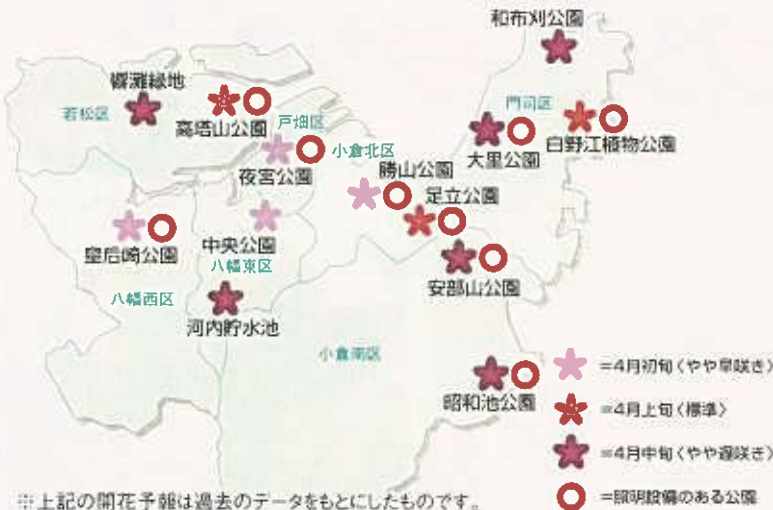 和布刈公園
響灘緑地
若松区
高塔山公園
戸畑区
門司区
白野江植物公園
大里公園
夜宮公園
小倉北区
勝山公園
足立公園
皇后崎公園
中央公園
八幡東区
安部山公園
八幡西区
河内貯水池
小倉南区
昭和池公園
=4月初旬〈やや早咲き〉
=4月上旬〈標準〉
=4月中旬〈やや遅咲き〉
=照明設備のある公園
※上記の開花予報は過去のデータをもとにしたものです。